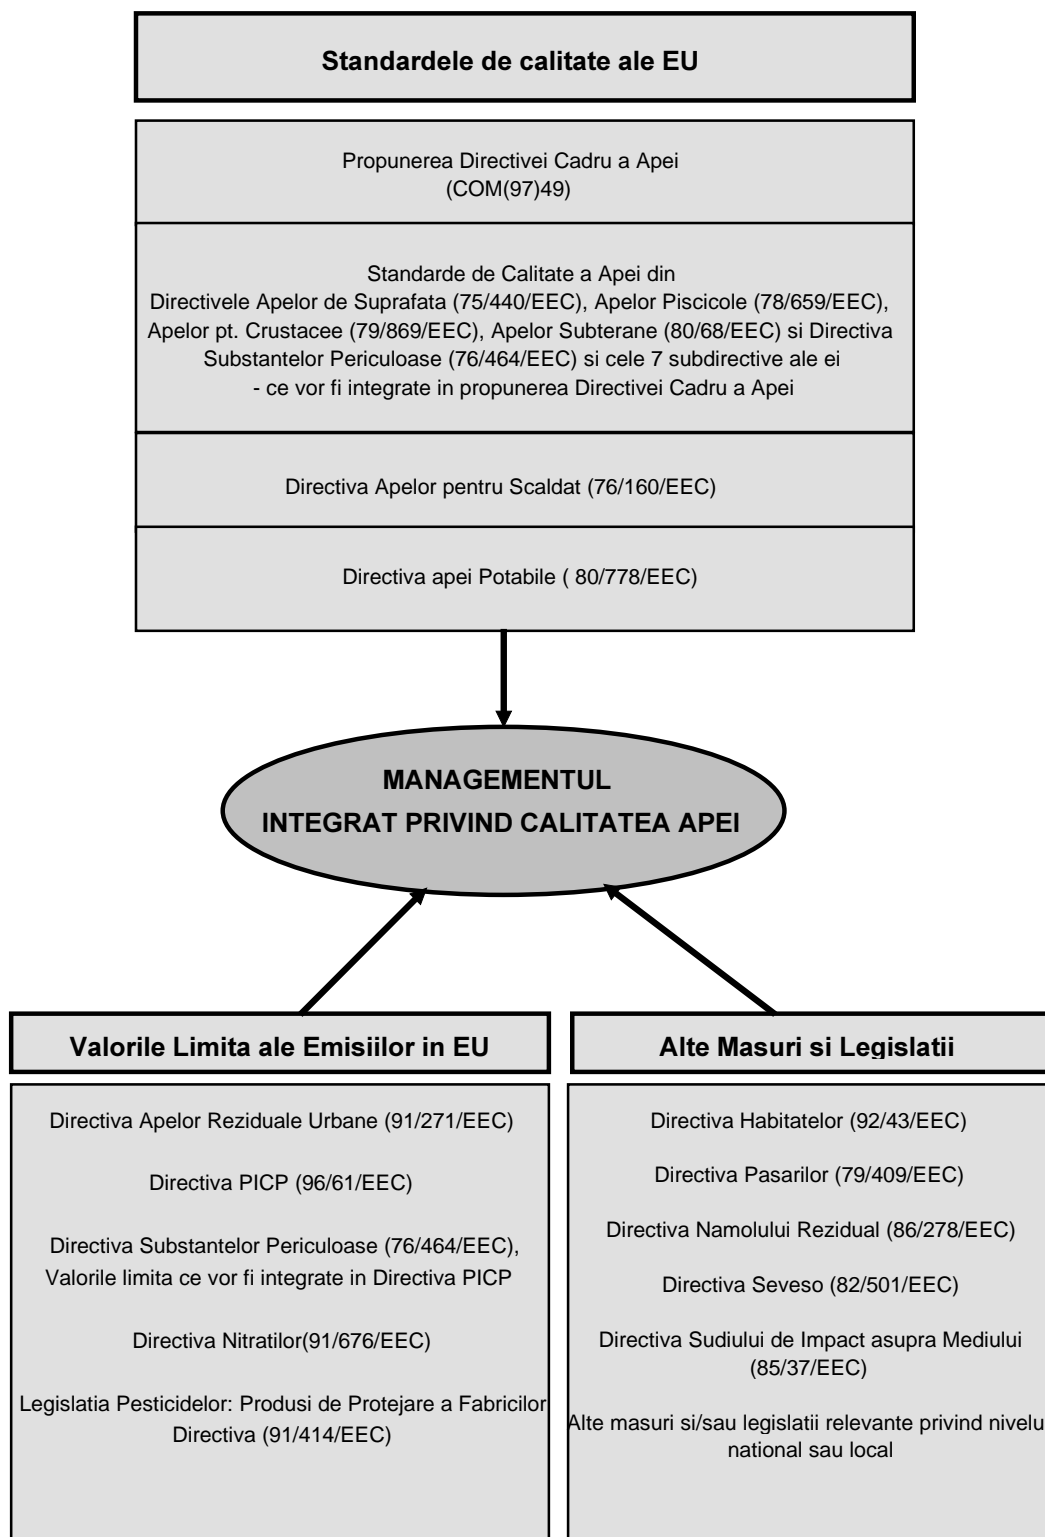 Standardele de calitate ale EU
Propunerea Directivei Cadru a Apei
(COM(97)49)
Standarde de Calitate a Apei din
Directivele Apelor de Suprafata (75/440/EEC), Apelor Piscicole (78/659/EEC),
Apelor pt. Crustacee (79/869/EEC), Apelor Subterane (80/68/EEC) si Directiva
Substantelor Periculoase (76/464/EEC) si cele 7 subdirective ale ei
- ce vor fi integrate in propunerea Directivei Cadru a Apei
Directiva Apelor pentru Scaldat (76/160/EEC)
Directiva apei Potabile ( 80/778/EEC)
MANAGEMENTUL
INTEGRAT PRIVIND CALITATEA APEI
Valorile Limita ale Emisiilor in EU
Directiva Apelor Reziduale Urbane (91/271/EEC)
Directiva PICP (96/61/EEC)
Directiva Substantelor Periculoase (76/464/EEC),
Valorile limita ce vor fi integrate in Directiva PICP
Directiva Nitratilor(91/676/EEC)
Legislatia Pesticidelor: Produsi de Protejare a Fabricilor
Directiva (91/414/EEC)
Alte Masuri si Legislatii
Directiva Habitatelor (92/43/EEC)
Directiva Pasarilor (79/409/EEC)
Directiva Namolului Rezidual (86/278/EEC)
Directiva Seveso (82/501/EEC)
Directiva Sudiului de Impact asupra Mediului
(85/37/EEC)
Alte masuri si/sau legislatii relevante privind nivelu
national sau local